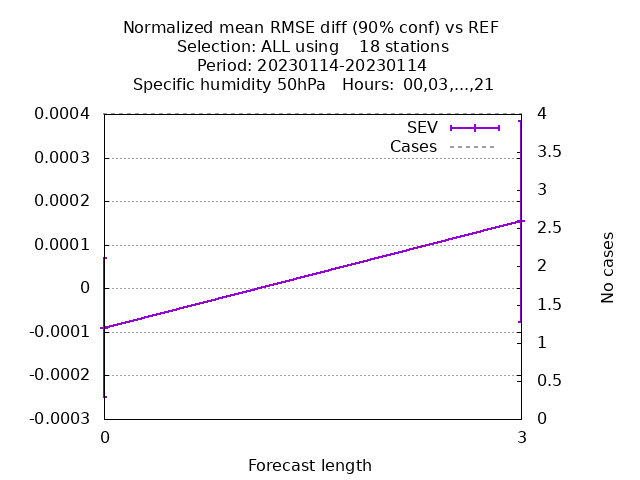 Normalized mean RMSE diff (90% conf) vs REF
Selection: ALL using    18 stations
Period: 20230114-20230114
Specific humidity 50hPa   Hours: 00,03,...,21
SEV
Cases
0.0004
0.0003
0.0002
0.0001
0
-0.0001
-0.0002
-0.0003
4
3.5
3
2.5
2
1.5
1
0.5
0
No cases
0 3
Forecast length